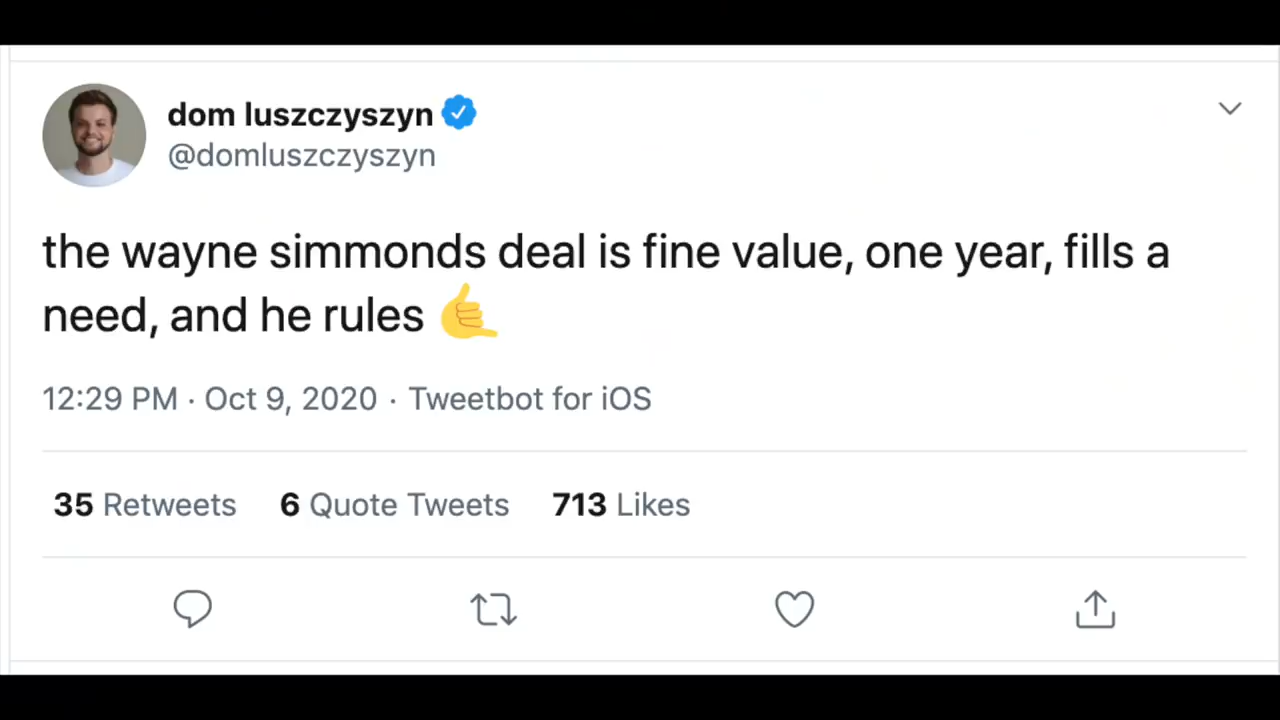 dom luszczyszyn
@domluszczyszyn
the wayne simmonds deal is fine value, one year, fills a
need, and he rules 🤙
12:29 PM · Oct 9, 2020 · Tweetbot for iOS
35 Retweets 6 Quote Tweets 713 Likes